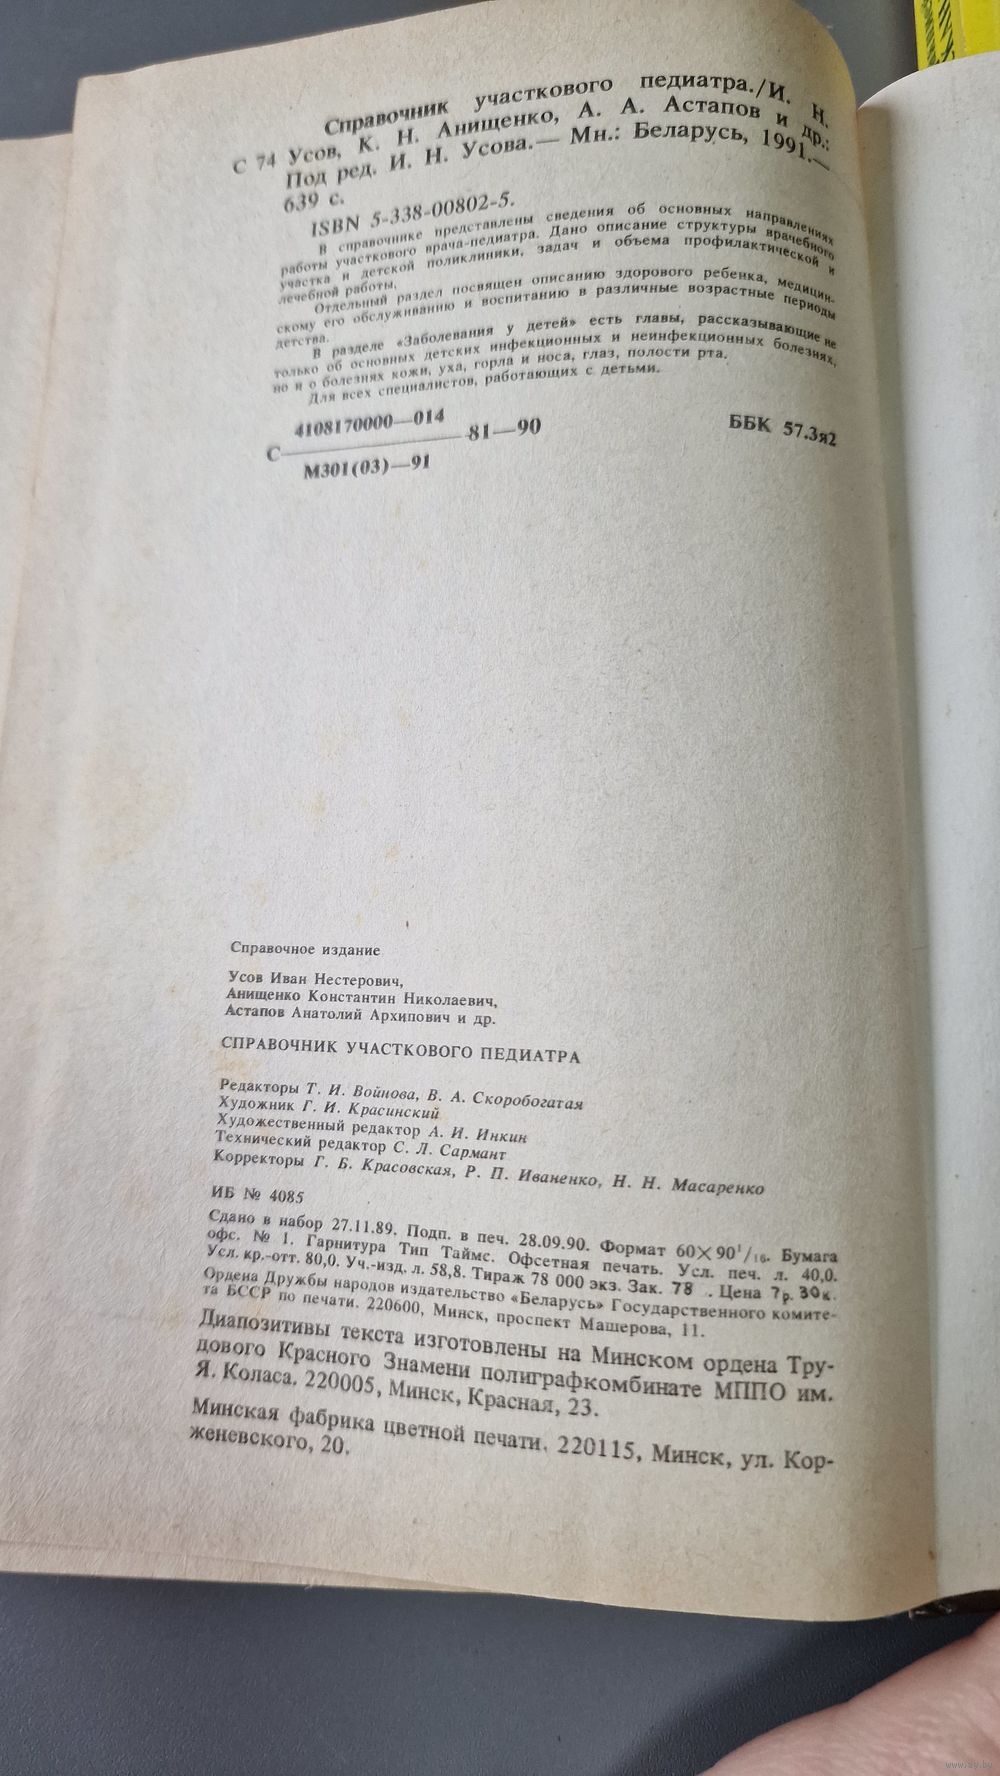 Справочник участкового педиатра./И. Н.
С 74 Усов, К. Н. Анищенко, А. А. Астапов и др.;
Под ред. И. Н. Усова.— Мн.: Беларусь, 1991.—
639 с.
ISBN 5-338-00802-5.
В справочнике представлены сведения об основных направлениях
работы участкового врача-педиатра. Дано описание структуры врачебного
участка и детской поликлиники, задач и объема профилактической и
лечебной работы.
Отдельный раздел посвящен описанию здорового ребенка, медицин-
скому его обслуживанию и воспитанию в различные возрастные периоды
детства.
В разделе «Заболевания у детей» есть главы, рассказывающие не
только об основных детских инфекционных и неинфекционных болезнях,
но и о болезнях кожи, уха, горла и носа, глаз, полости рта.
Для всех специалистов, работающих с детьми.
4108170000—014
С 81—90 ББК 57.3я2
М301(03)—91
Справочное издание
Усов Иван Нестерович,
Анищенко Константин Николаевич,
Астапов Анатолий Архипович и др.
СПРАВОЧНИК УЧАСТКОВОГО ПЕДИАТРА
Редакторы Т. И. Войнова, В. А. Скоробогатая
Художник Г. И. Красинский
Художественный редактор А. И. Инкин
Технический редактор С. Л. Сармант
Корректоры Г. Б. Красовская, Р. П. Иваненко, Н. Н. Масаренко
ИБ № 4085
Сдано в набор 27.11.89. Подп. в печ. 28.09.90. Формат 60×90¹/₁₆. Бумага
офс. № 1. Гарнитура Тип Таймс. Офсетная печать. Усл. печ. л. 40,0.
Усл. кр.-отт. 80,0. Уч.-изд. л. 58,8. Тираж 78 000 экз. Зак. 78 . Цена 7р. 30к.
Ордена Дружбы народов издательство «Беларусь» Государственного комите-
та БССР по печати. 220600, Минск, проспект Машерова, 11.
Диапозитивы текста изготовлены на Минском ордена Тру-
дового Красного Знамени полиграфкомбинате МППО им.
Я. Коласа. 220005, Минск, Красная, 23.
Минская фабрика цветной печати. 220115, Минск, ул. Кор-
женевского, 20.
www.ay.by